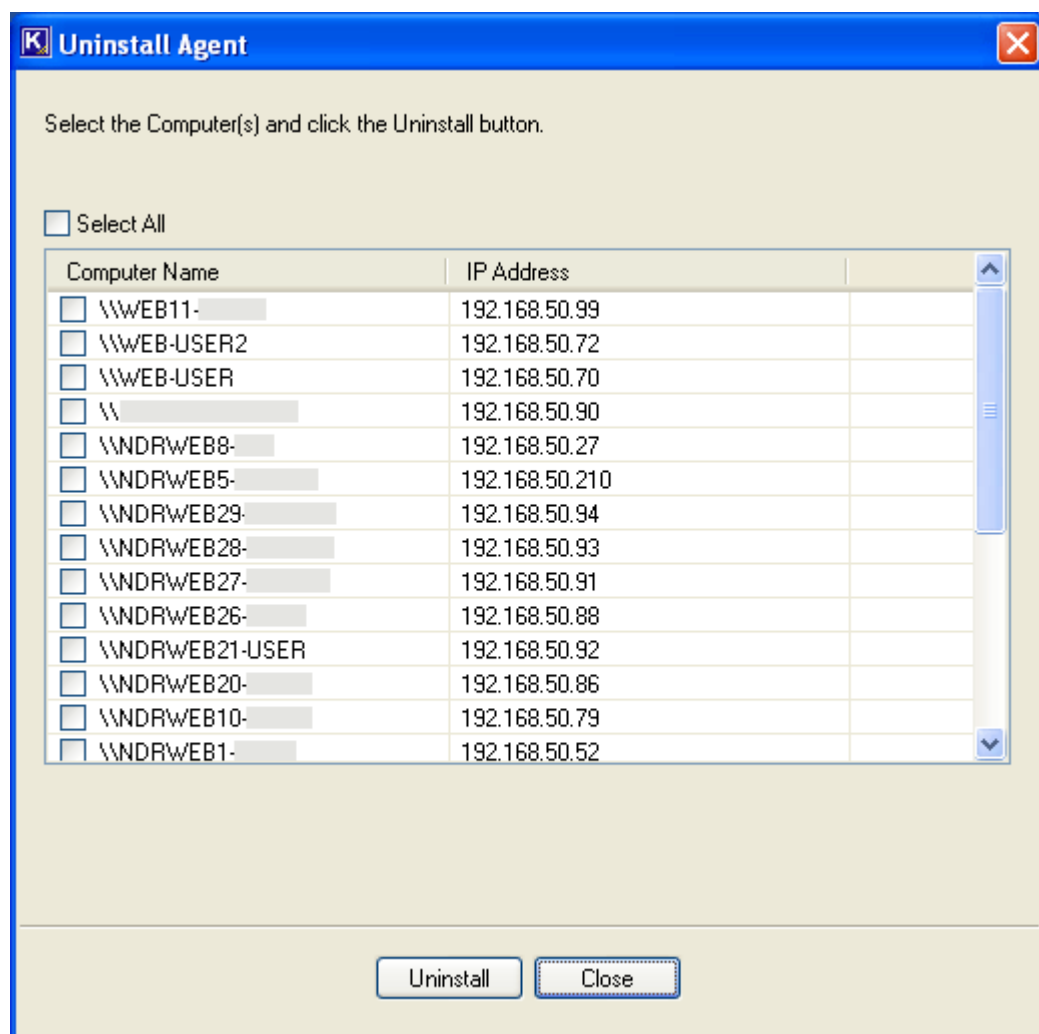 K Uninstall Agent
Select the Computer(s) and click the Uninstall button.
Select All
Computer Name IP Address
\\WEB11- 192.168.50.99
\\WEB-USER2 192.168.50.72
\\WEB-USER 192.168.50.70
\\ 192.168.50.90
\\NDRWEB8- 192.168.50.27
\\NDRWEB5- 192.168.50.210
\\NDRWEB29- 192.168.50.94
\\NDRWEB28- 192.168.50.93
\\NDRWEB27- 192.168.50.91
\\NDRWEB26- 192.168.50.88
\\NDRWEB21-USER 192.168.50.92
\\NDRWEB20- 192.168.50.86
\\NDRWEB10- 192.168.50.79
\\NDRWEB1- 192.168.50.52
Uninstall Close